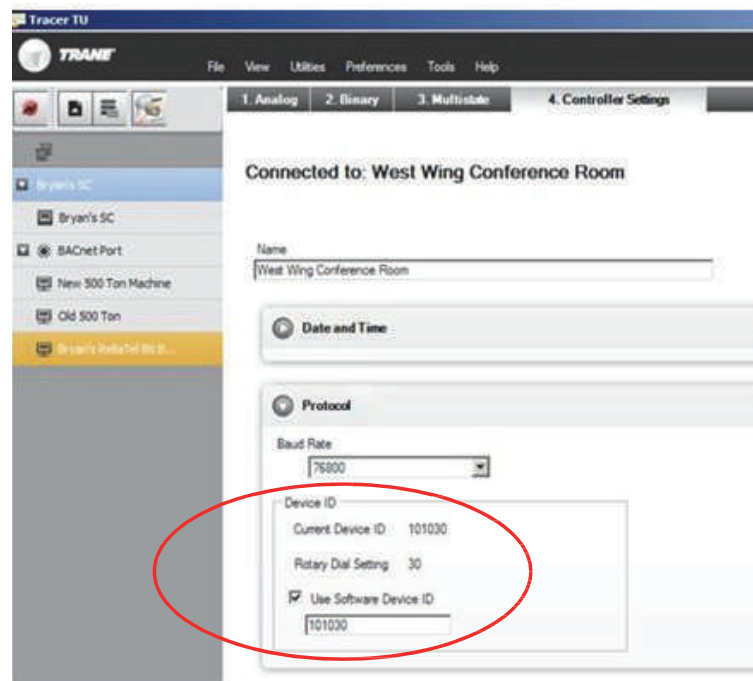 Tracer TU
TRANE
File View Utilities Preferences Tools Help
1. Analog 2. Binary 3. Multistate 4. Controller Settings
Bryan's SC
Connected to: West Wing Conference Room
Bryan's SC
BACnet Port
Name
West Wing Conference Room
New 500 Ton Machine
Old 500 Ton
Date and Time
Protocol
Baud Rate
76800
Device ID
Current Device ID 101030
Rotary Dial Setting 30
Use Software Device ID
101030